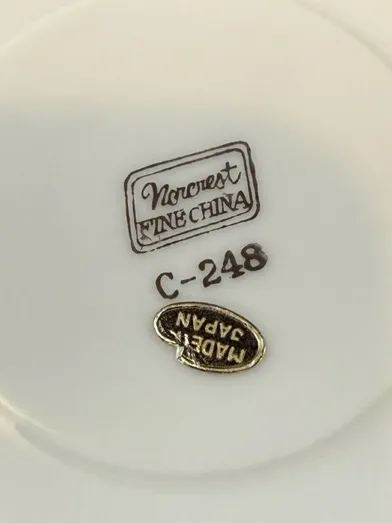 Norcrest
FINE CHINA
C-248
MADE IN
JAPAN